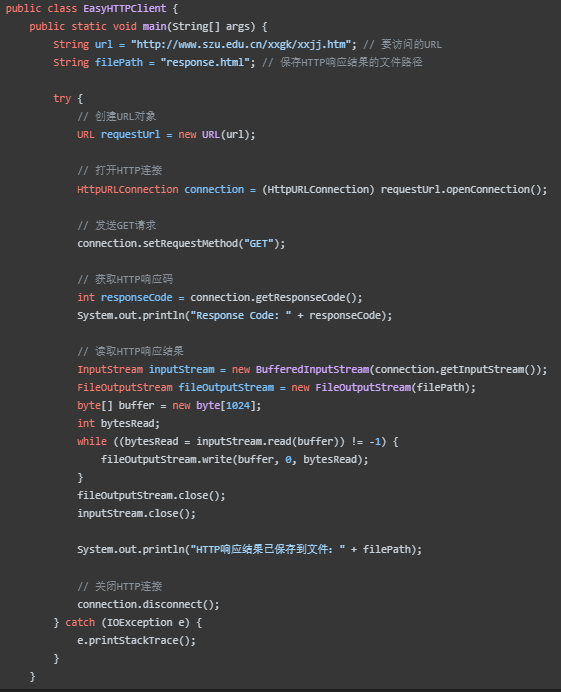 public class EasyHTTPClient {
    public static void main(String[] args) {
        String url = "http://www.szu.edu.cn/xxgk/xxjj.htm"; // 要访问的URL
        String filePath = "response.html"; // 保存HTTP响应结果的文件路径

        try {
            // 创建URL对象
            URL requestUrl = new URL(url);

            // 打开HTTP连接
            HttpURLConnection connection = (HttpURLConnection) requestUrl.openConnection();

            // 发送GET请求
            connection.setRequestMethod("GET");

            // 获取HTTP响应码
            int responseCode = connection.getResponseCode();
            System.out.println("Response Code: " + responseCode);

            // 读取HTTP响应结果
            InputStream inputStream = new BufferedInputStream(connection.getInputStream());
            FileOutputStream fileOutputStream = new FileOutputStream(filePath);
            byte[] buffer = new byte[1024];
            int bytesRead;
            while ((bytesRead = inputStream.read(buffer)) != -1) {
                fileOutputStream.write(buffer, 0, bytesRead);
            }
            fileOutputStream.close();
            inputStream.close();

            System.out.println("HTTP响应结果已保存到文件: " + filePath);

            // 关闭HTTP连接
            connection.disconnect();
        } catch (IOException e) {
            e.printStackTrace();
        }
    }